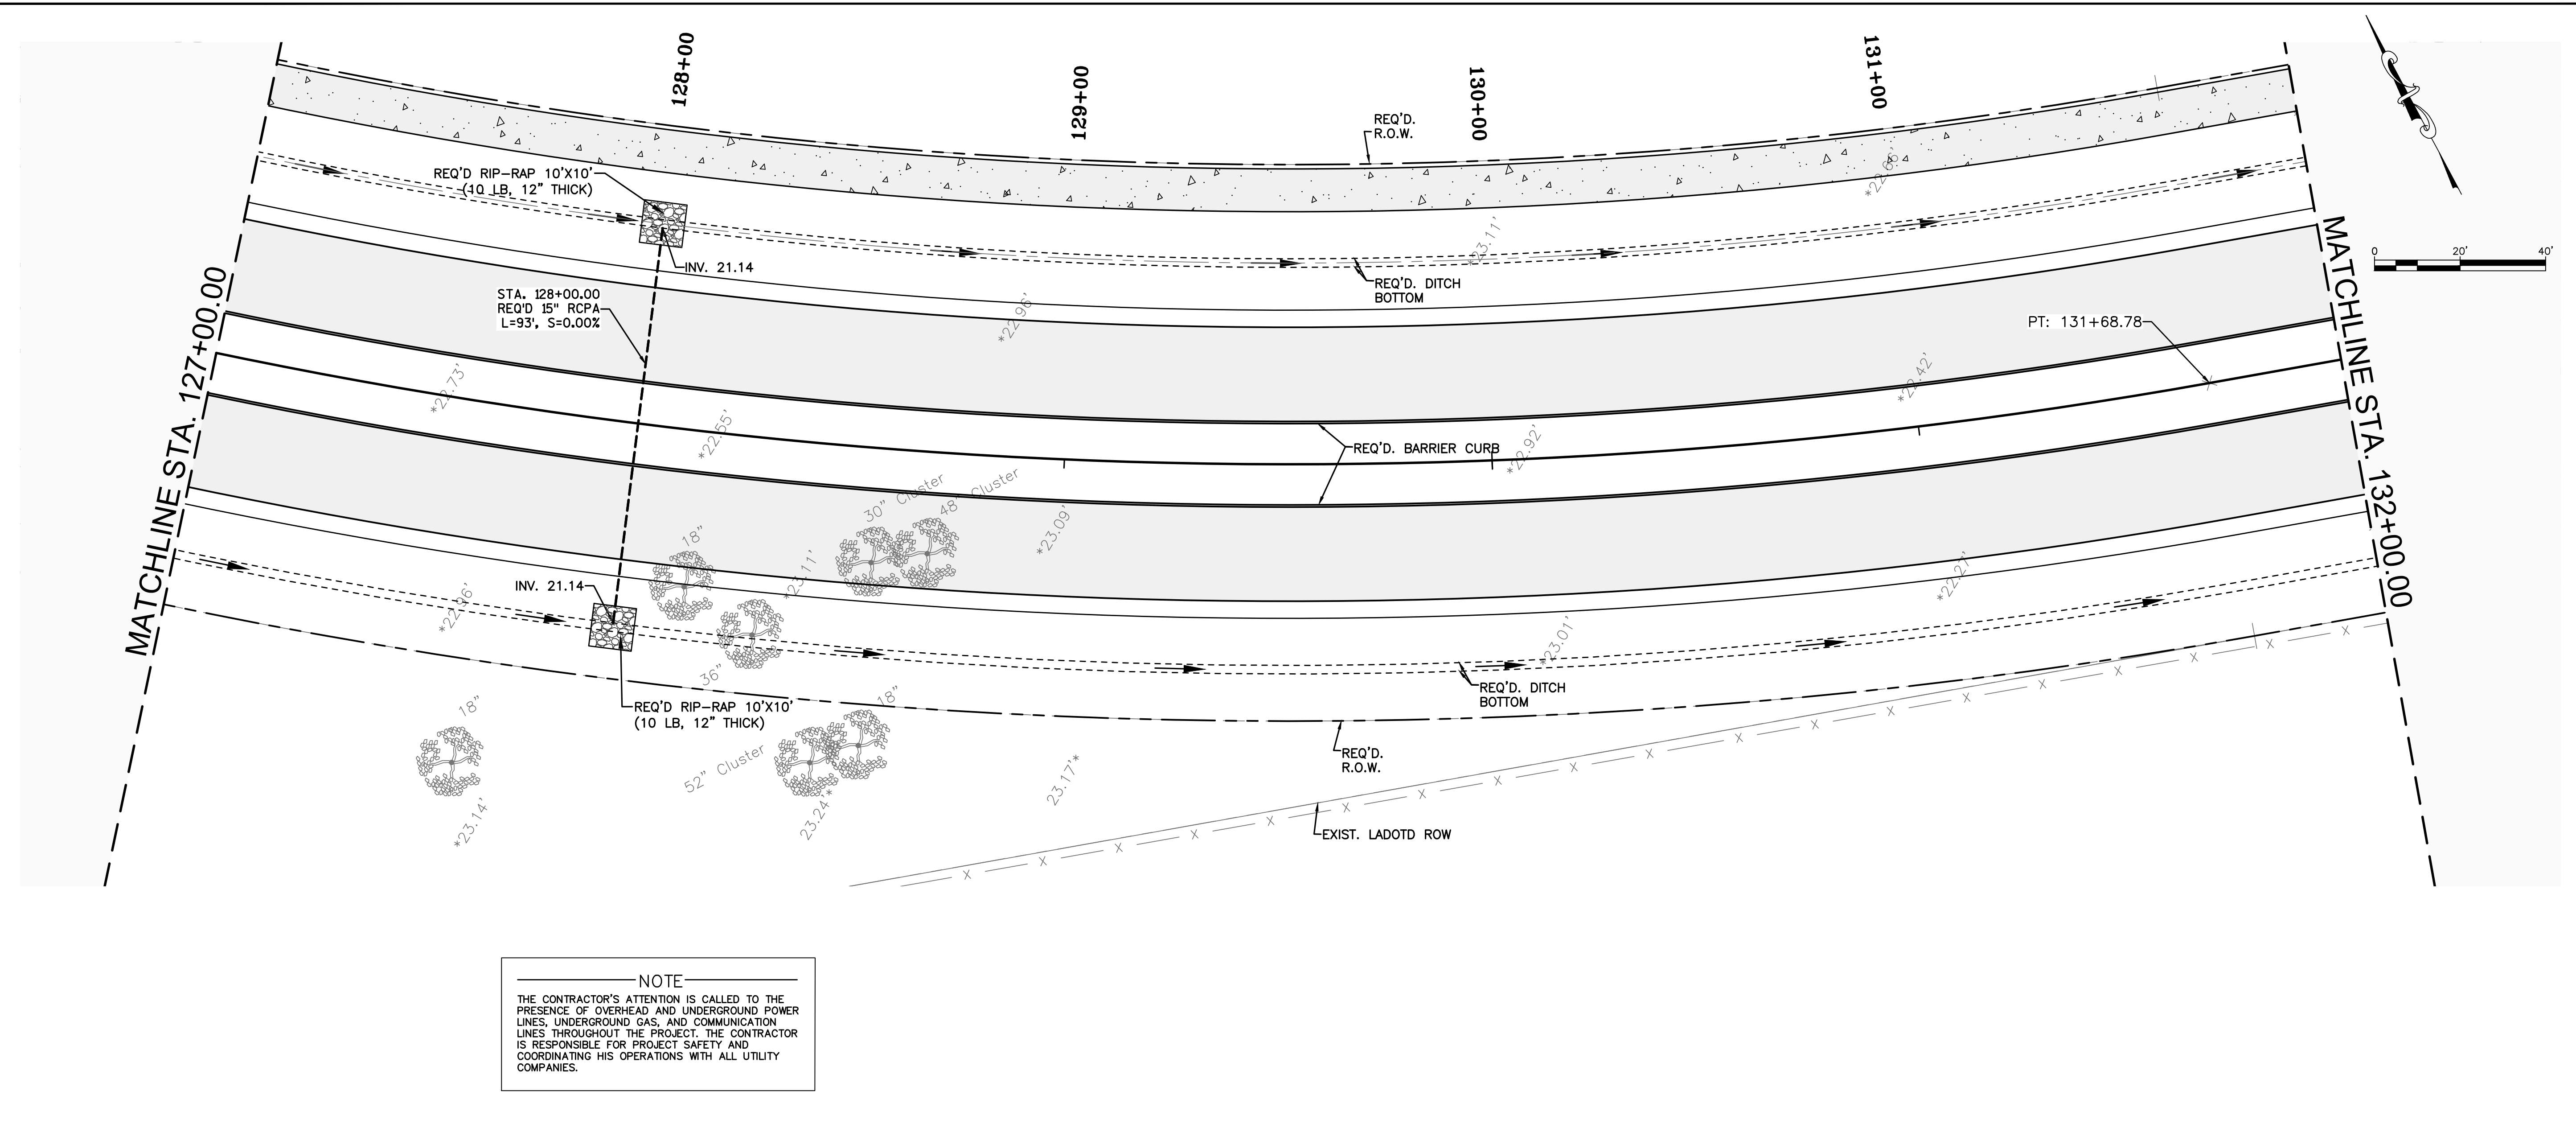 128+00
129+00
130+00
131+00
REQ'D.
R.O.W.
REQ'D RIP-RAP 10'X10'
(10 LB, 12" THICK)
*22.66'
*23.11'
INV. 21.14
0 20' 40'
REQ'D. DITCH
BOTTOM
STA. 128+00.00
REQ'D 15" RCPA
L=93', S=0.00%
*22.96'
PT: 131+68.78
MATCHLINE STA. 127+00.00
MATCHLINE STA. 132+00.00
*22.73'
*22.55'
*22.42'
REQ'D. BARRIER CURB
*22.92'
30" Cluster
48" Cluster
*23.09'
18"
*23.11'
INV. 21.14
*22.96'
*22.27'
*23.01'
36"
REQ'D. DITCH
BOTTOM
18"
18"
REQ'D RIP-RAP 10'X10'
(10 LB, 12" THICK)
52" Cluster
REQ'D.
R.O.W.
23.17'*
*23.14'
23.24'*
EXIST. LADOTD ROW
NOTE
THE CONTRACTOR'S ATTENTION IS CALLED TO THE
PRESENCE OF OVERHEAD AND UNDERGROUND POWER
LINES, UNDERGROUND GAS, AND COMMUNICATION
LINES THROUGHOUT THE PROJECT. THE CONTRACTOR
IS RESPONSIBLE FOR PROJECT SAFETY AND
COORDINATING HIS OPERATIONS WITH ALL UTILITY
COMPANIES.